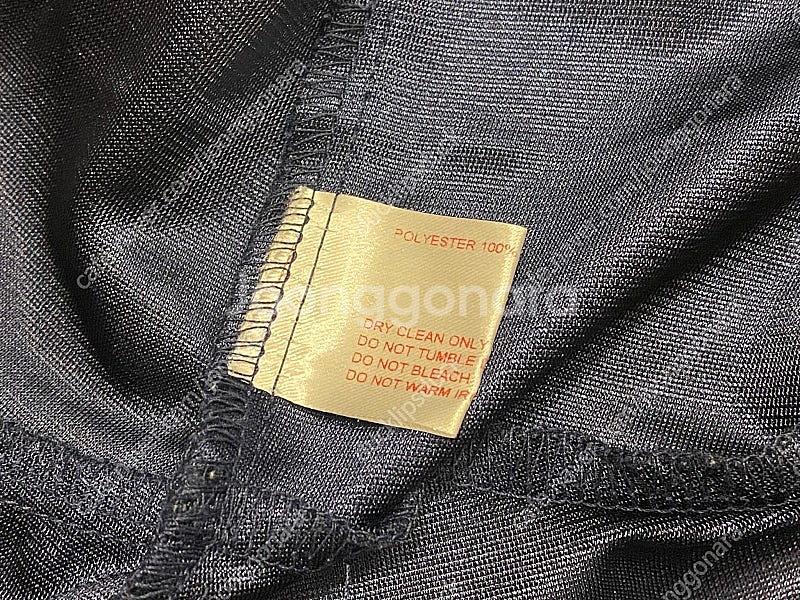 POLYESTER 100%
DRY CLEAN ONLY
DO NOT TUMBLE
DO NOT BLEACH
DO NOT WARM IR